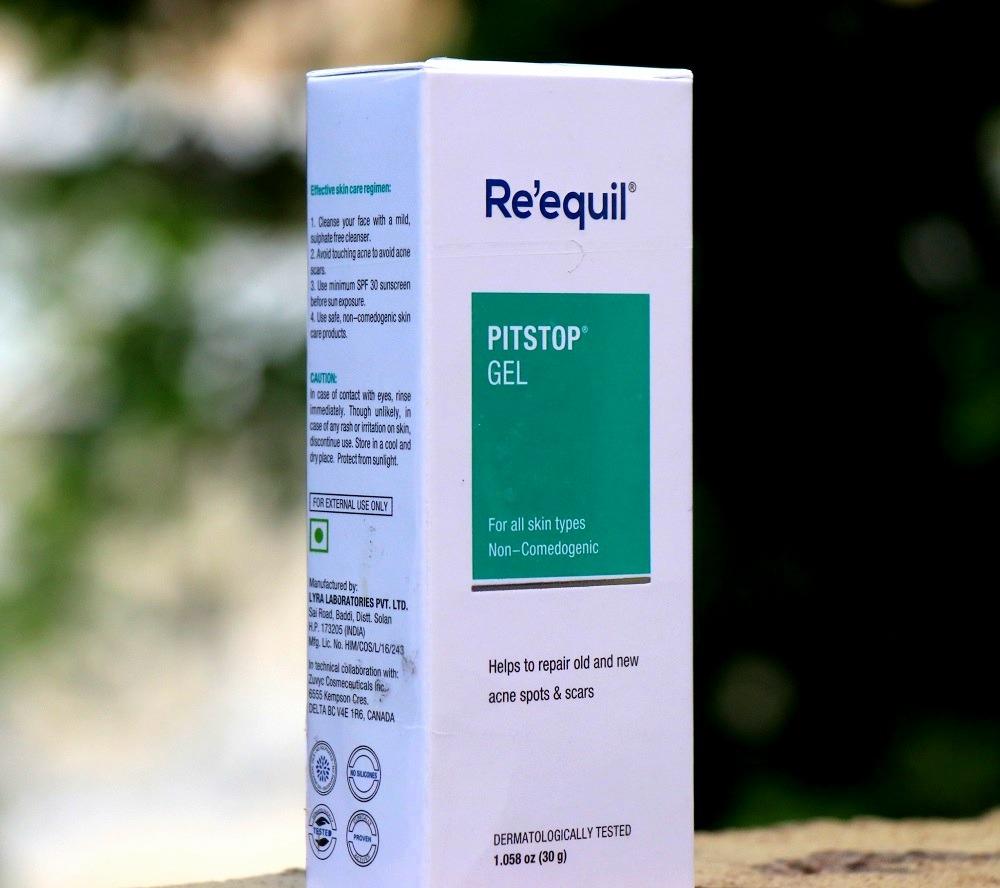 Effective skin care regimen:
1. Cleanse your face with a mild,
sulphate free cleanser.
2. Avoid touching acne to avoid acne
scars.
3. Use minimum SPF 30 sunscreen
before sun exposure.
4. Use safe, non-comedogenic skin
care products.
CAUTION:
In case of contact with eyes, rinse
immediately. Though unlikely, in
case of any rash or irritation on skin,
discontinue use. Store in a cool and
dry place. Protect from sunlight.
FOR EXTERNAL USE ONLY
Manufactured by:
LYRA LABORATORIES PVT. LTD.
Sai Road, Baddi, Distt. Solan
H.P. 173205 (INDIA)
Mfg. Lic. No. HIM/COS/L/16/243
In technical collaboration with:
Zuvyc Cosmeceuticals Inc.,
6555 Kempson Cres.
DELTA BC V4E 1R6, CANADA
NO SILICONES
TESTED
PROVEN
Re'equil®
PITSTOP®
GEL
For all skin types
Non-Comedogenic
Helps to repair old and new
acne spots & scars
DERMATOLOGICALLY TESTED
1.058 oz (30 g)